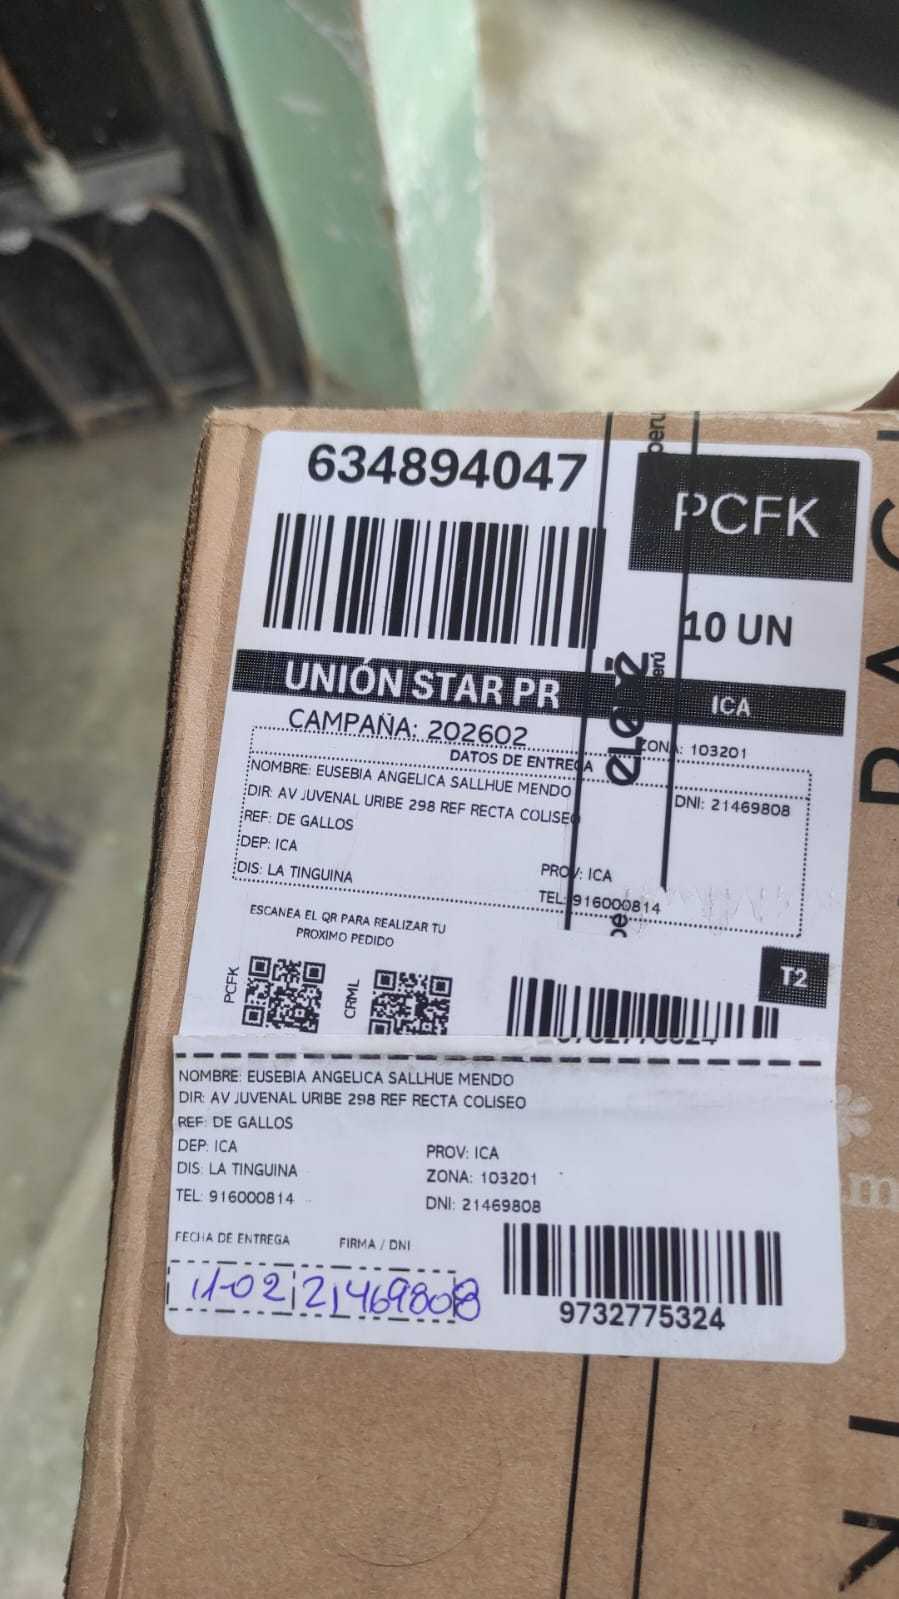 634894047
PCFK
10 UN
UNIÓN STAR PR
ICA
CAMPAÑA: 202602
ZONA: 103201
DATOS DE ENTREGA
NOMBRE: EUSEBIA ANGELICA SALLHUE MENDO
DNI: 21469808
DIR: AV JUVENAL URIBE 298 REF RECTA COLISEO
REF: DE GALLOS
DEP: ICA
PROV: ICA
DIS: LA TINGUINA
TEL: 916000814
ESCANEA EL QR PARA REALIZAR TU
PROXIMO PEDIDO
PCFK
CRML
T2
NOMBRE: EUSEBIA ANGELICA SALLHUE MENDO
DIR: AV JUVENAL URIBE 298 REF RECTA COLISEO
REF: DE GALLOS
DEP: ICA
PROV: ICA
DIS: LA TINGUINA
ZONA: 103201
TEL: 916000814
DNI: 21469808
FECHA DE ENTREGA
FIRMA / DNI
11-02 21469808
9732775324